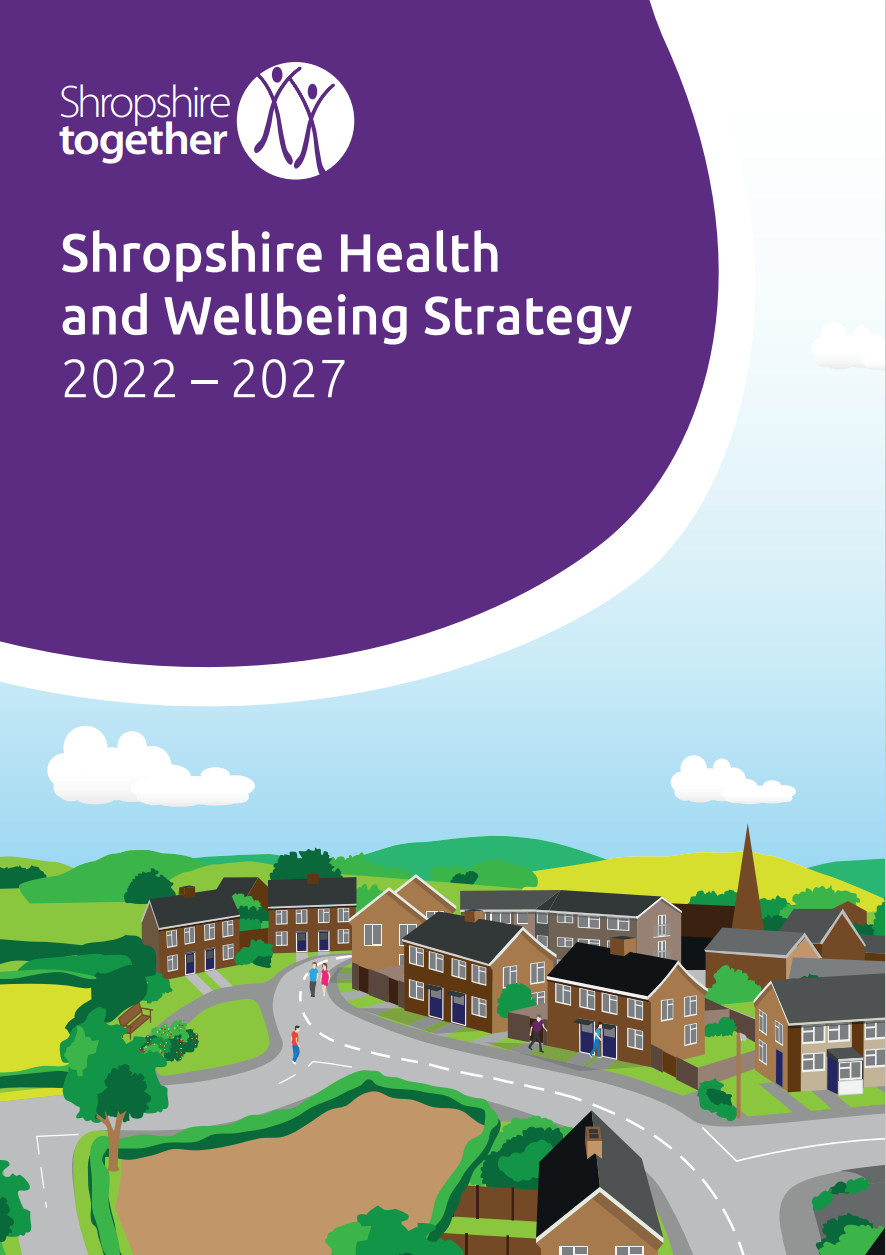 Shropshire
together
Shropshire Health
and Wellbeing Strategy
2022 – 2027